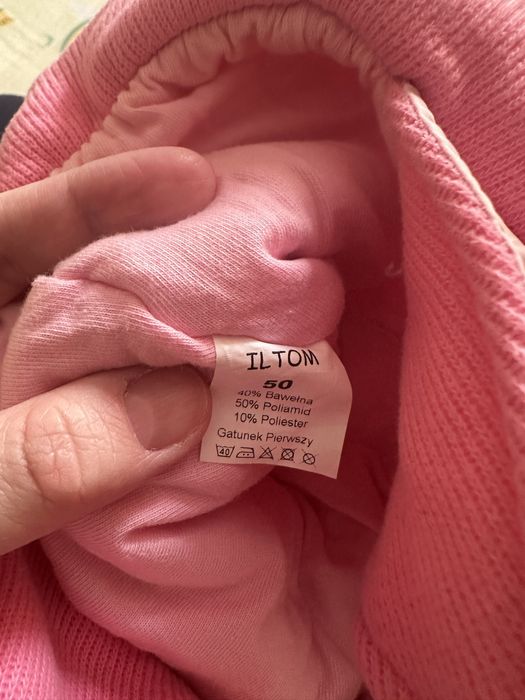 ILTOM
50
40% Bawełna
50% Poliamid
10% Poliester
Gatunek Pierwszy
40